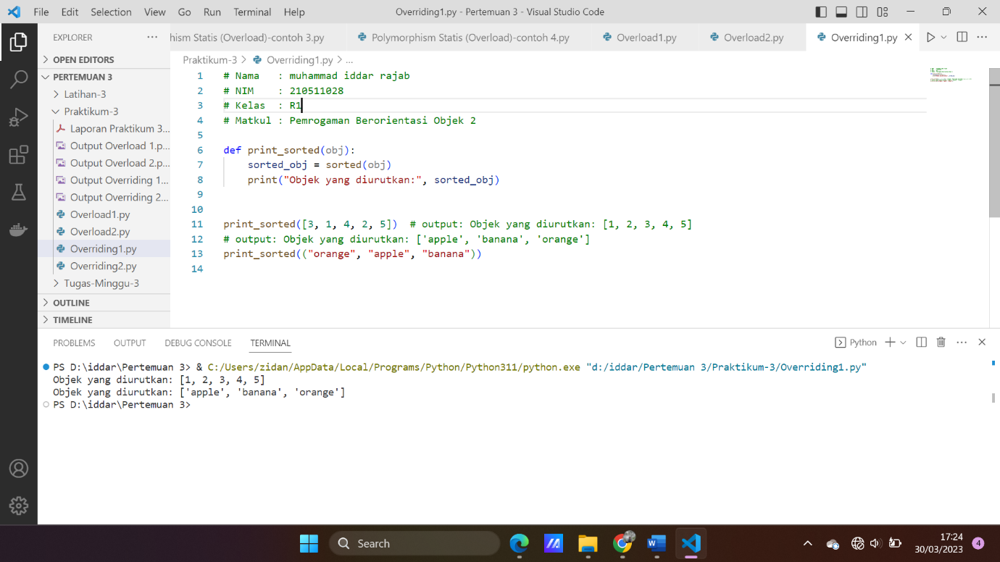 File Edit Selection View Go Run Terminal Help Overriding1.py - Pertemuan 3 - Visual Studio Code
EXPLORER ... hism Statis (Overload)-contoh 3.py Polymorphism Statis (Overload)-contoh 4.py Overload1.py Overload2.py Overriding1.py
OPEN EDITORS
PERTEMUAN 3
Latihan-3
Praktikum-3
Laporan Praktikum 3...
Output Overload 1.p...
Output Overload 2.p...
Output Overriding 1...
Output Overriding 2...
Overload1.py
Overload2.py
Overriding1.py
Overriding2.py
Tugas-Minggu-3
OUTLINE
TIMELINE
Praktikum-3 > Overriding1.py > ...
1 # Nama   : muhammad iddar rajab
2 # NIM    : 210511028
3 # Kelas  : R1
4 # Matkul : Pemrogaman Berorientasi Objek 2
5
6 def print_sorted(obj):
7     sorted_obj = sorted(obj)
8     print("Objek yang diurutkan:", sorted_obj)
9
10
11 print_sorted([3, 1, 4, 2, 5])  # output: Objek yang diurutkan: [1, 2, 3, 4, 5]
12 # output: Objek yang diurutkan: ['apple', 'banana', 'orange']
13 print_sorted(("orange", "apple", "banana"))
14
PROBLEMS OUTPUT DEBUG CONSOLE TERMINAL Python
PS D:\iddar\Pertemuan 3> & C:/Users/zidan/AppData/Local/Programs/Python/Python311/python.exe "d:/iddar/Pertemuan 3/Praktikum-3/Overriding1.py"
Objek yang diurutkan: [1, 2, 3, 4, 5]
Objek yang diurutkan: ['apple', 'banana', 'orange']
PS D:\iddar\Pertemuan 3>
Search
17:24
30/03/2023
4